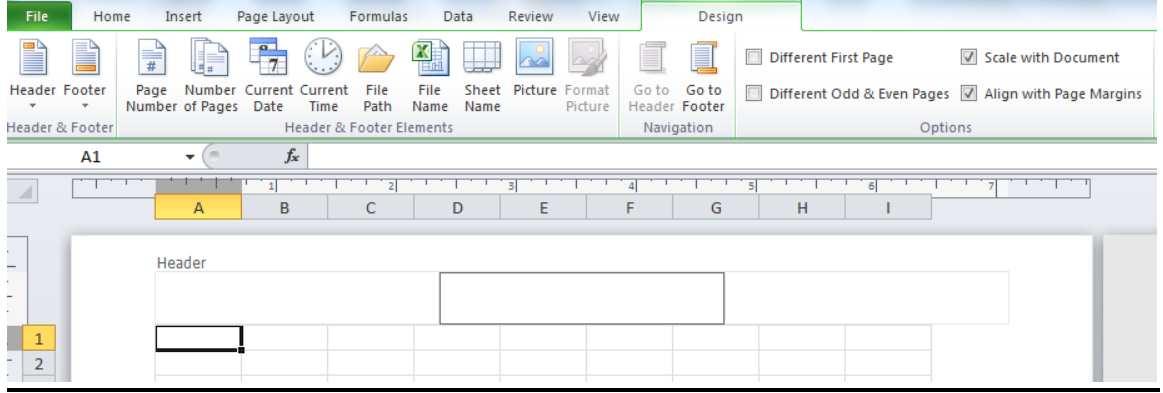 File Home Insert Page Layout Formulas Data Review View Design
Header Footer Page Number Current Current File File Sheet Picture Format Go to Go to
Number of Pages Date Time Path Name Name Picture Header Footer
Different First Page Scale with Document
Different Odd & Even Pages Align with Page Margins
Header & Footer Header & Footer Elements Navigation Options
A1 fx
1 2 3 4 5 6 7
A B C D E F G H I
Header
1
2